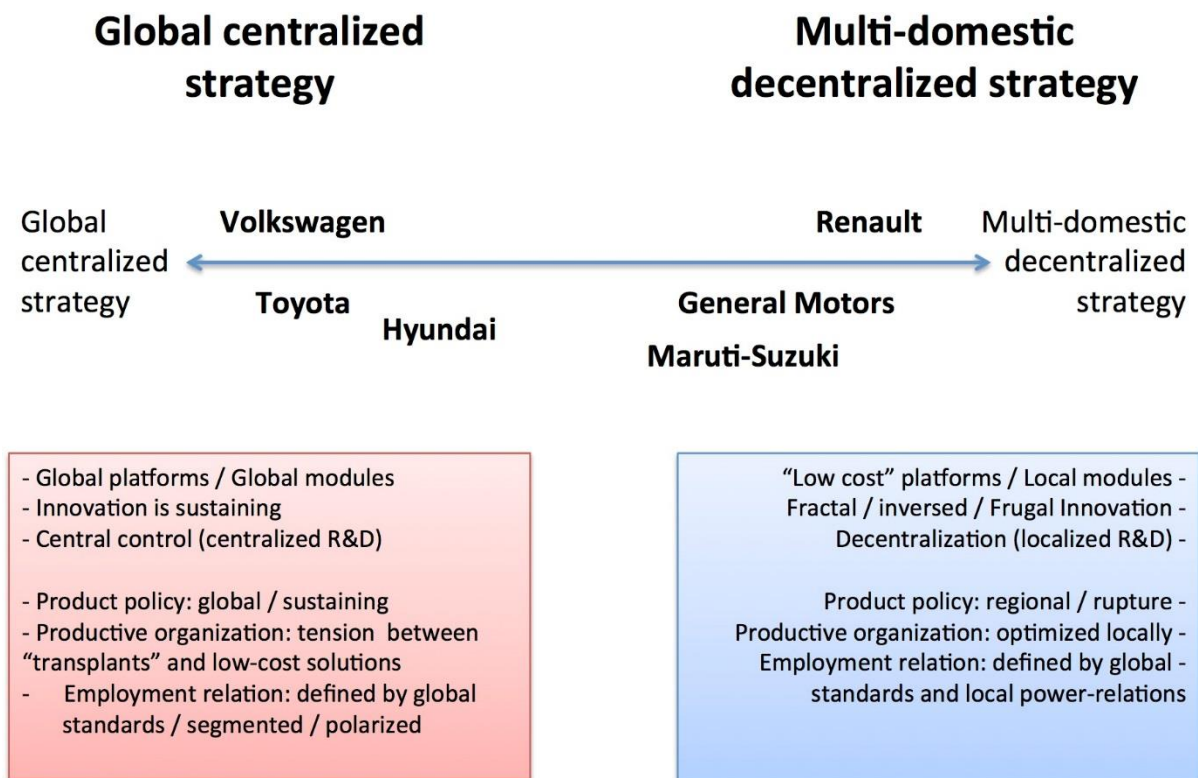 Global centralized
strategy
Multi-domestic
decentralized strategy
Global
centralized
strategy
Volkswagen
Toyota
Hyundai
Renault
General Motors
Maruti-Suzuki
Multi-domestic
decentralized
strategy
- Global platforms / Global modules
- Innovation is sustaining
- Central control (centralized R&D)
- Product policy: global / sustaining
- Productive organization: tension between
“transplants” and low-cost solutions
- Employment relation: defined by global
standards / segmented / polarized
“Low cost” platforms / Local modules -
Fractal / inversed / Frugal Innovation -
Decentralization (localized R&D) -
Product policy: regional / rupture -
Productive organization: optimized locally -
Employment relation: defined by global -
standards and local power-relations